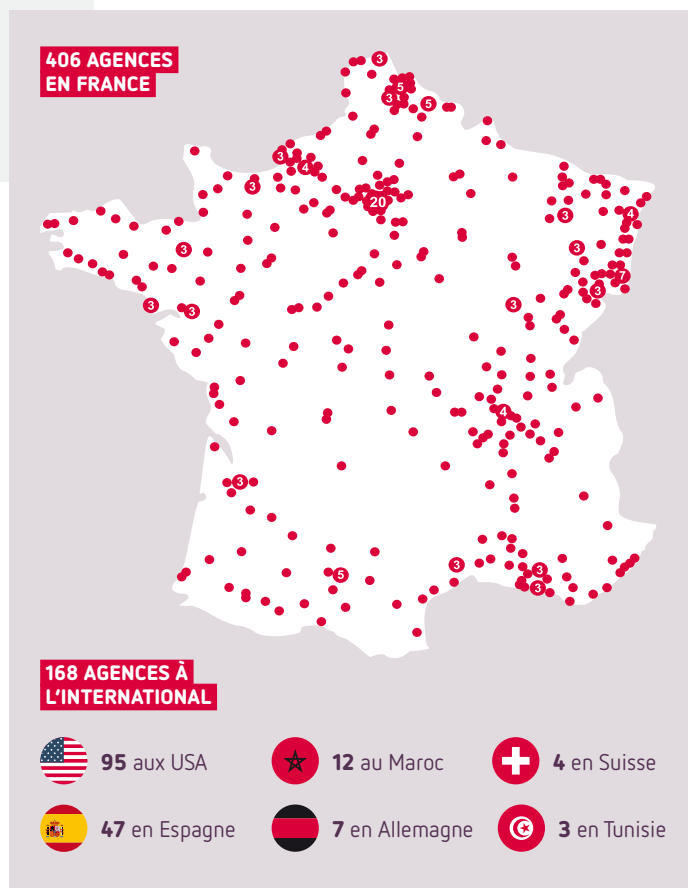 406 AGENCES
EN FRANCE
3
5
3
5
3
4
3
20
3
4
3
3
7
3
3
3
3
4
3
5
3
3
3
168 AGENCES À
L'INTERNATIONAL
95 aux USA
12 au Maroc
4 en Suisse
47 en Espagne
7 en Allemagne
3 en Tunisie